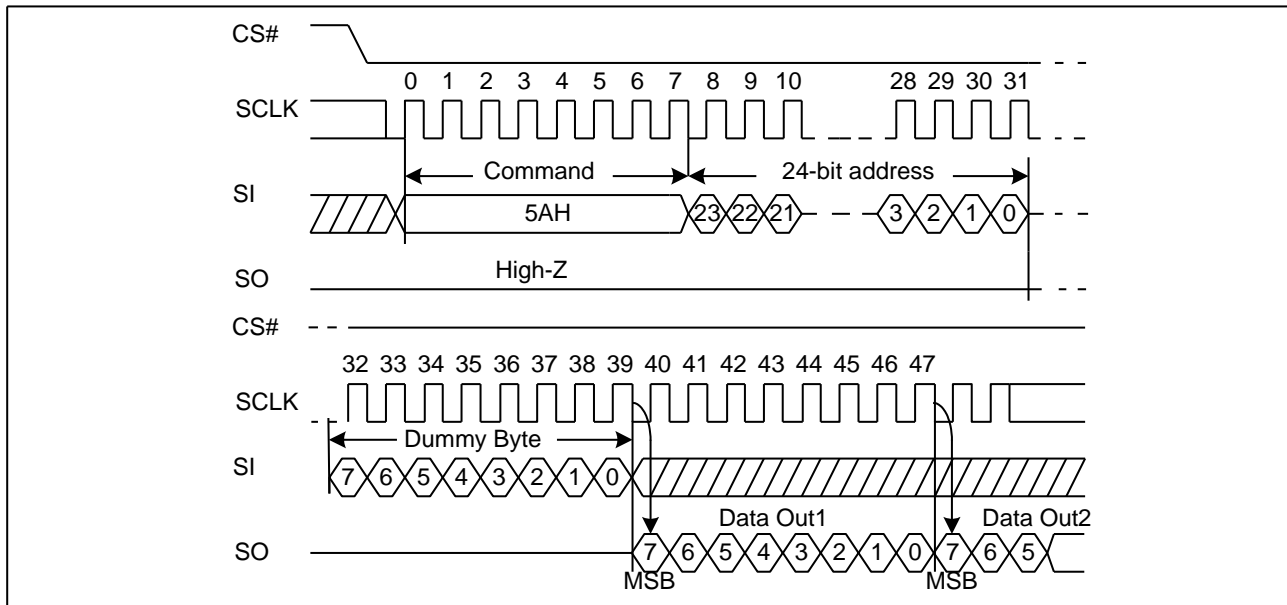 CS#
0 1 2 3 4 5 6 7 8 9 10 28 29 30 31
SCLK
Command 24-bit address
SI
5AH 23 22 21 3 2 1 0
High-Z
SO
CS#
32 33 34 35 36 37 38 39 40 41 42 43 44 45 46 47
SCLK
Dummy Byte
SI
7 6 5 4 3 2 1 0
Data Out1 Data Out2
SO
7 6 5 4 3 2 1 0 7 6 5
MSB MSB